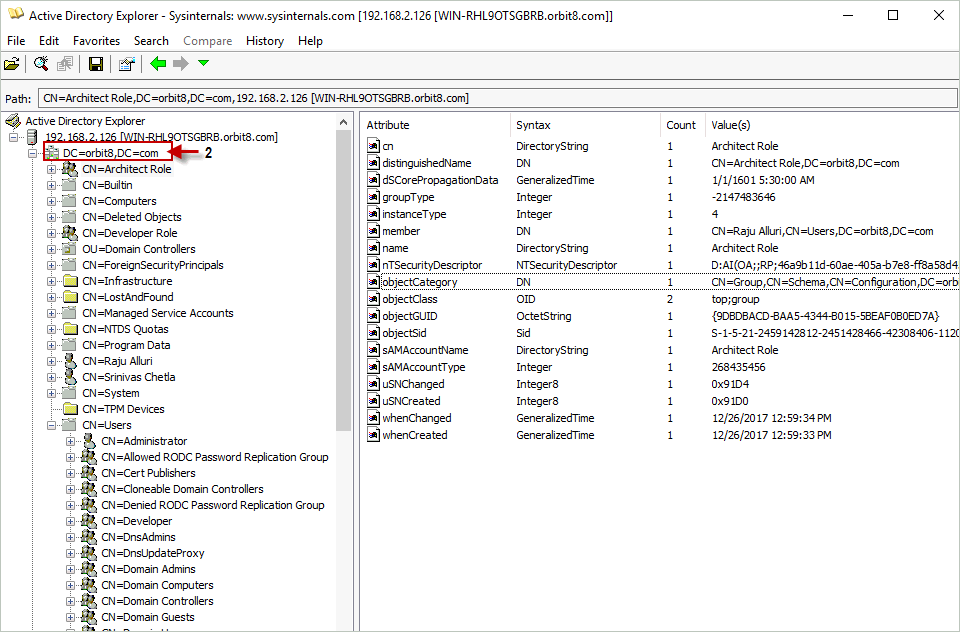 Active Directory Explorer - Sysinternals: www.sysinternals.com [192.168.2.126 [WIN-RHL9OTSGBRB.orbit8.com]]
File Edit Favorites Search Compare History Help
Path: CN=Architect Role,DC=orbit8,DC=com,192.168.2.126 [WIN-RHL9OTSGBRB.orbit8.com]
Active Directory Explorer
192.168.2.126 [WIN-RHL9OTSGBRB.orbit8.com]
DC=orbit8,DC=com 2
CN=Architect Role
CN=Builtin
CN=Computers
CN=Deleted Objects
CN=Developer Role
OU=Domain Controllers
CN=ForeignSecurityPrincipals
CN=Infrastructure
CN=LostAndFound
CN=Managed Service Accounts
CN=NTDS Quotas
CN=Program Data
CN=Raju Alluri
CN=Srinivas Chetla
CN=System
CN=TPM Devices
CN=Users
CN=Administrator
CN=Allowed RODC Password Replication Group
CN=Cert Publishers
CN=Cloneable Domain Controllers
CN=Denied RODC Password Replication Group
CN=Developer
CN=DnsAdmins
CN=DnsUpdateProxy
CN=Domain Admins
CN=Domain Computers
CN=Domain Controllers
CN=Domain Guests
Attribute Syntax Count Value(s)
cn DirectoryString 1 Architect Role
distinguishedName DN 1 CN=Architect Role,DC=orbit8,DC=com
dSCorePropagationData GeneralizedTime 1 1/1/1601 5:30:00 AM
groupType Integer 1 -2147483646
instanceType Integer 1 4
member DN 1 CN=Raju Alluri,CN=Users,DC=orbit8,DC=com
name DirectoryString 1 Architect Role
nTSecurityDescriptor NTSecurityDescriptor 1 D:AI(OA;;RP;46a9b11d-60ae-405a-b7e8-ff8a58d4
objectCategory DN 1 CN=Group,CN=Schema,CN=Configuration,DC=orbi
objectClass OID 2 top;group
objectGUID OctetString 1 {9DBDBACD-BAA5-4344-B015-5BEAF0B0ED7A}
objectSid Sid 1 S-1-5-21-2459142812-2451428466-42308406-1120
sAMAccountName DirectoryString 1 Architect Role
sAMAccountType Integer 1 268435456
uSNChanged Integer8 1 0x91D4
uSNCreated Integer8 1 0x91D0
whenChanged GeneralizedTime 1 12/26/2017 12:59:34 PM
whenCreated GeneralizedTime 1 12/26/2017 12:59:33 PM